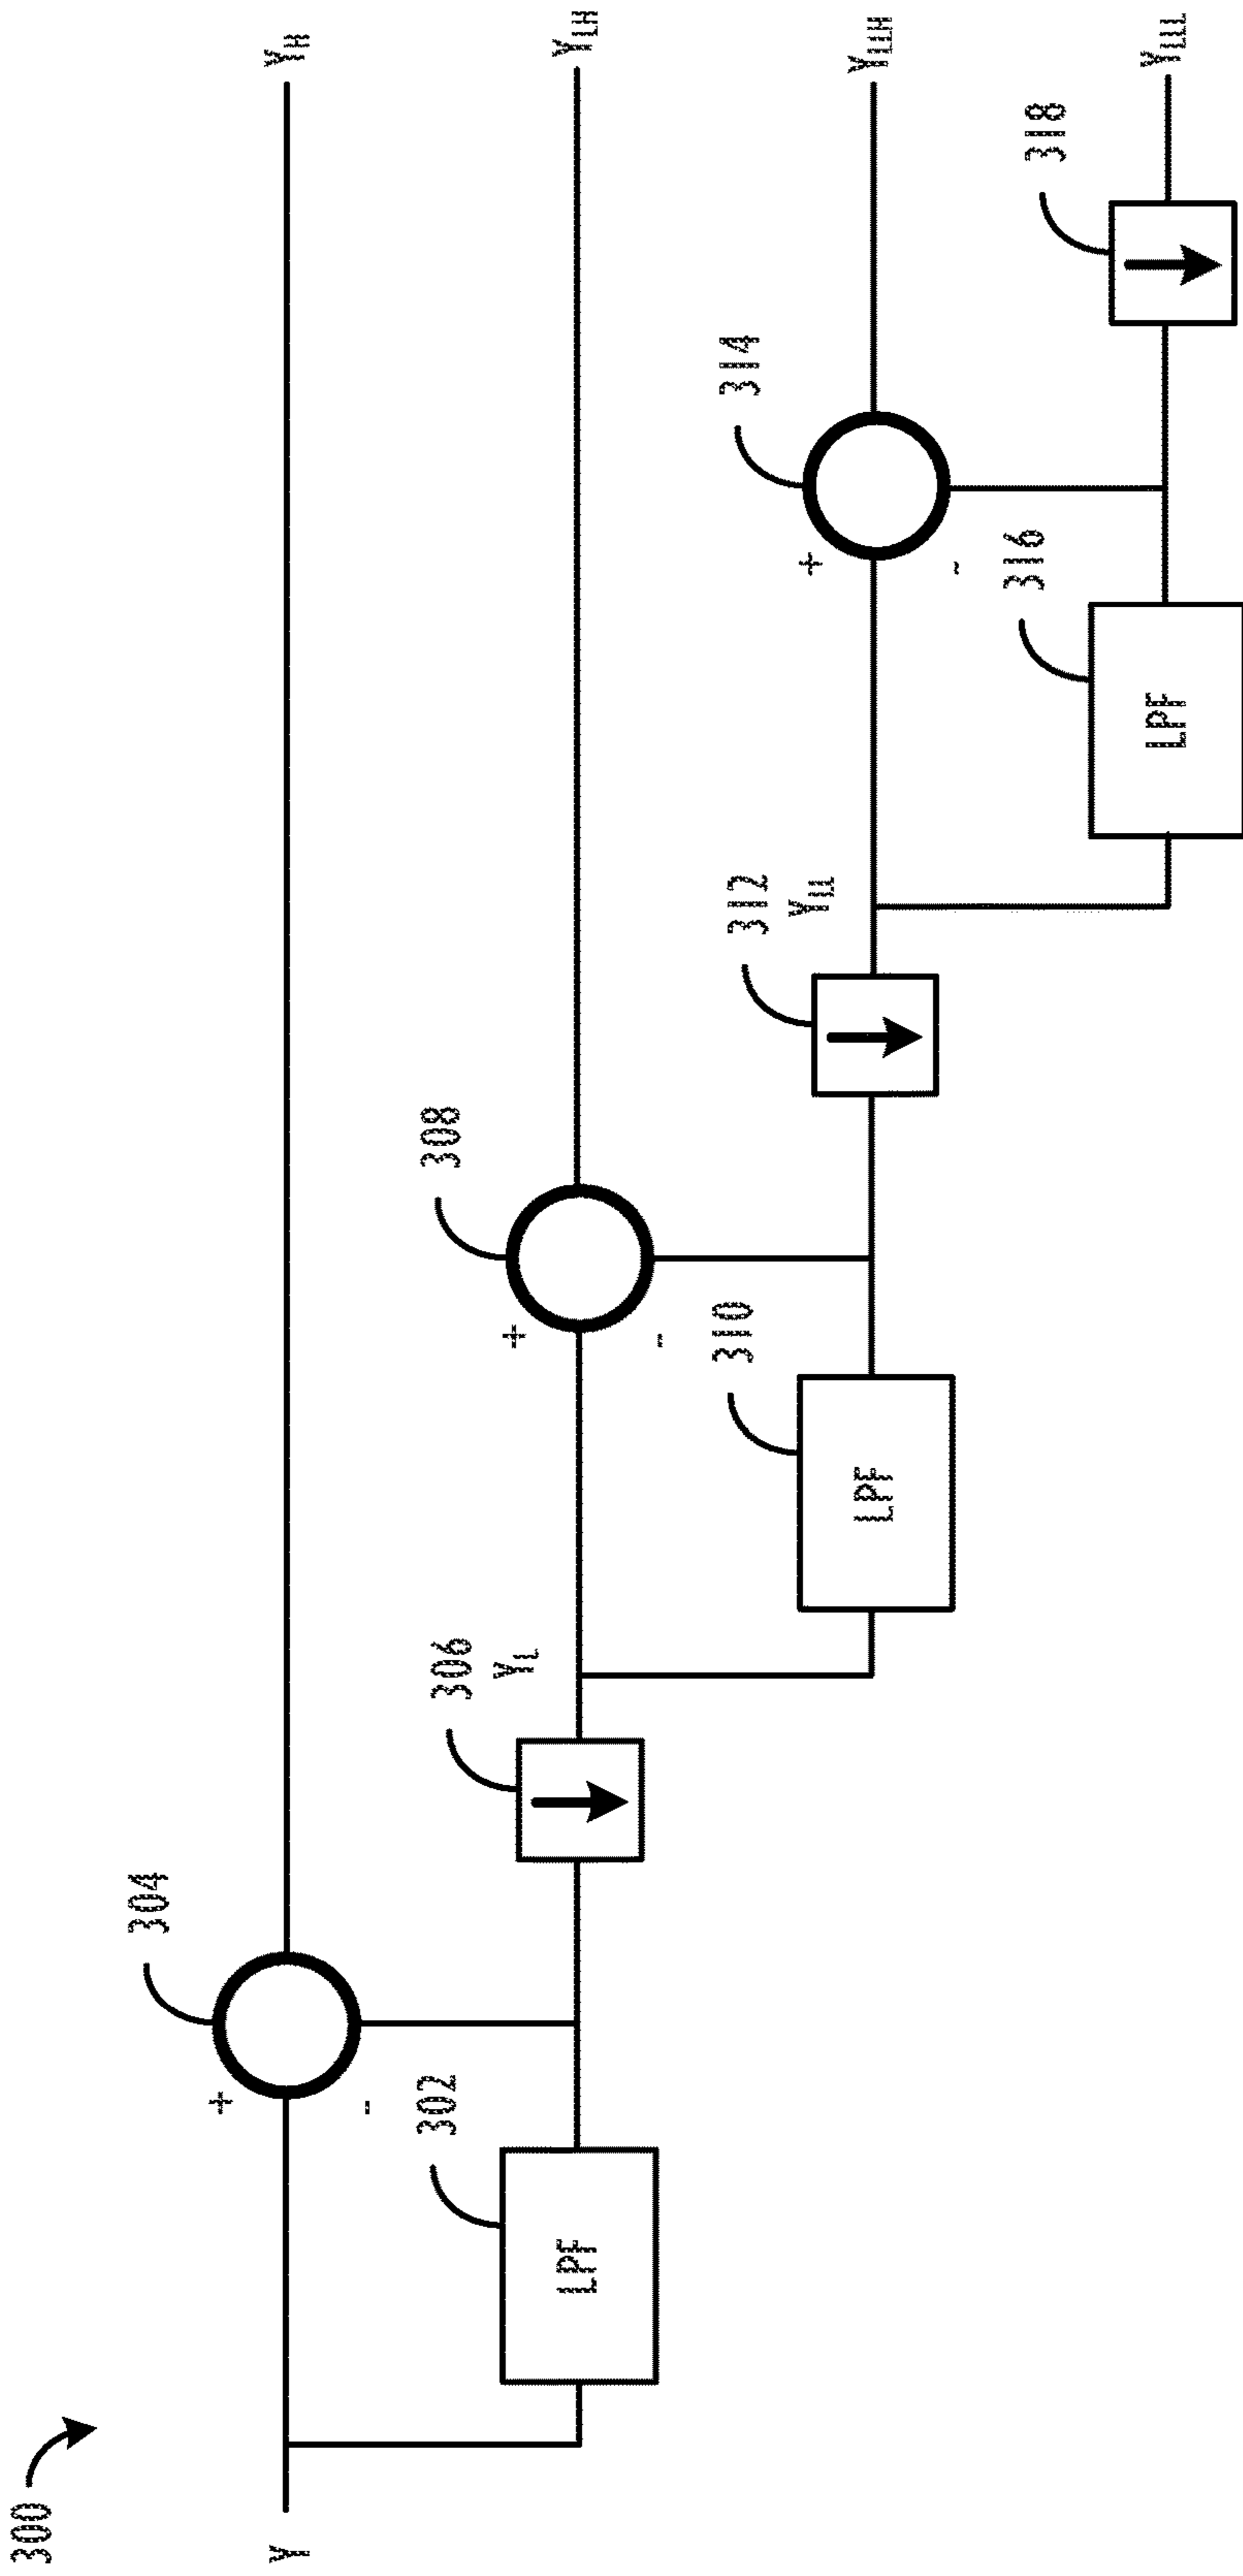 300
Y
304
+
-
Y_H
302
LPF
306
Y_L
308
+
-
Y_LH
310
LPF
312
Y_LL
314
+
-
Y_LLH
316
LPF
318
Y_LLL